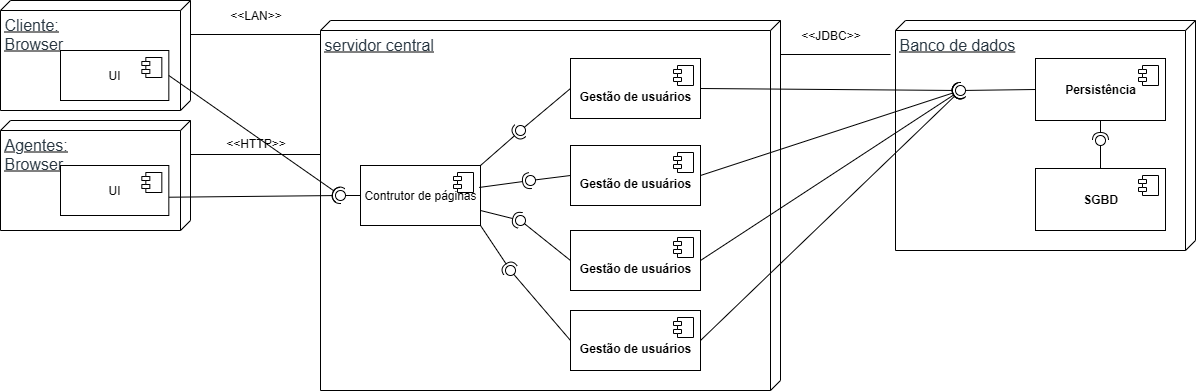 Cliente:
Browser
UI
<<LAN>>
Agentes:
Browser
UI
<<HTTP>>
servidor central
Contrutor de páginas
Gestão de usuários
Gestão de usuários
Gestão de usuários
Gestão de usuários
<<JDBC>>
Banco de dados
Persistência
SGBD